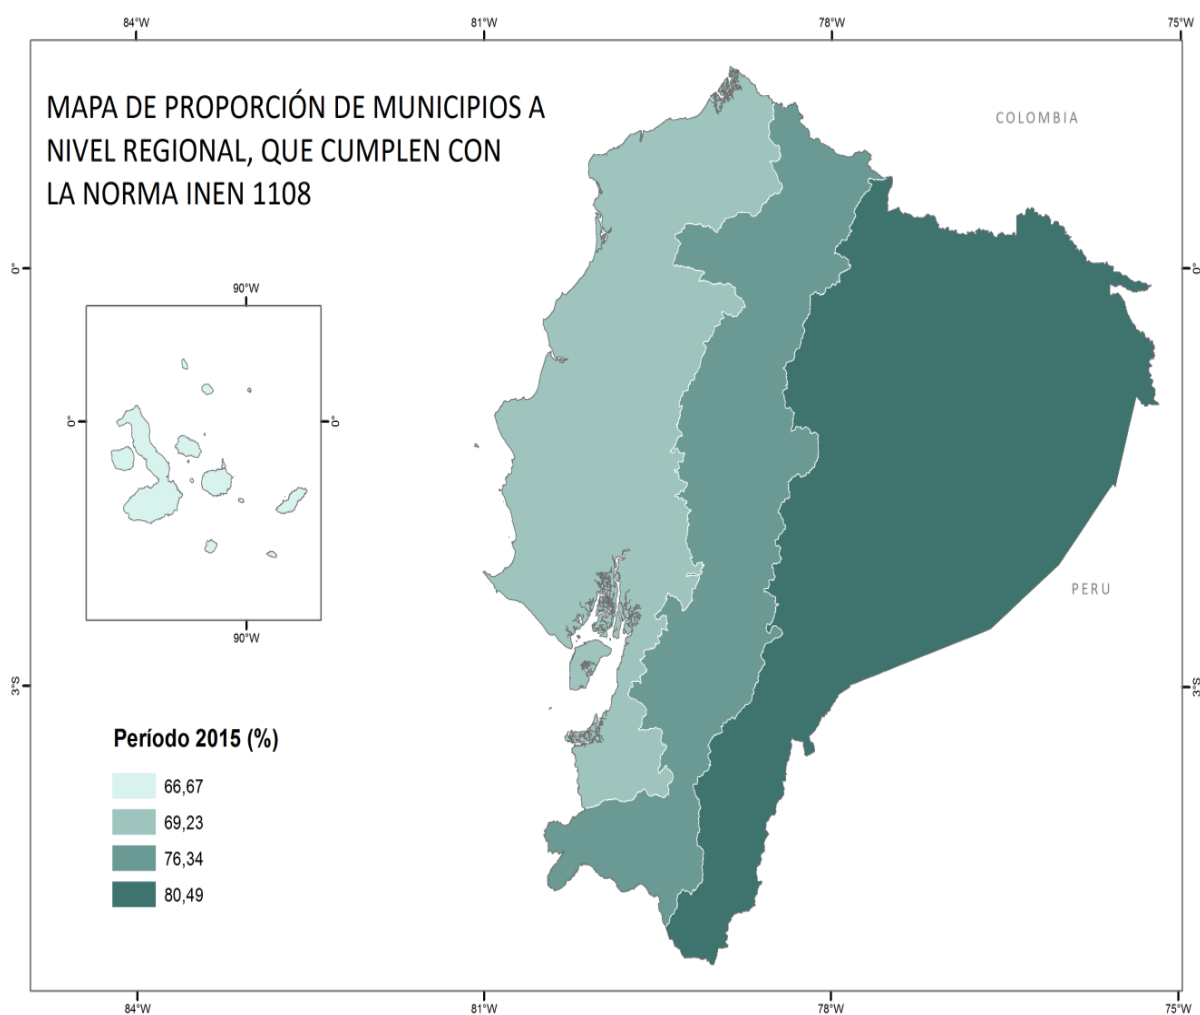 84°W
81°W
78°W
75°W
MAPA DE PROPORCIÓN DE MUNICIPIOS A
NIVEL REGIONAL, QUE CUMPLEN CON
LA NORMA INEN 1108
COLOMBIA
0°
0°
90°W
0°
0°
90°W
PERU
3°S
3°S
Período 2015 (%)
66,67
69,23
76,34
80,49
84°W
81°W
78°W
75°W